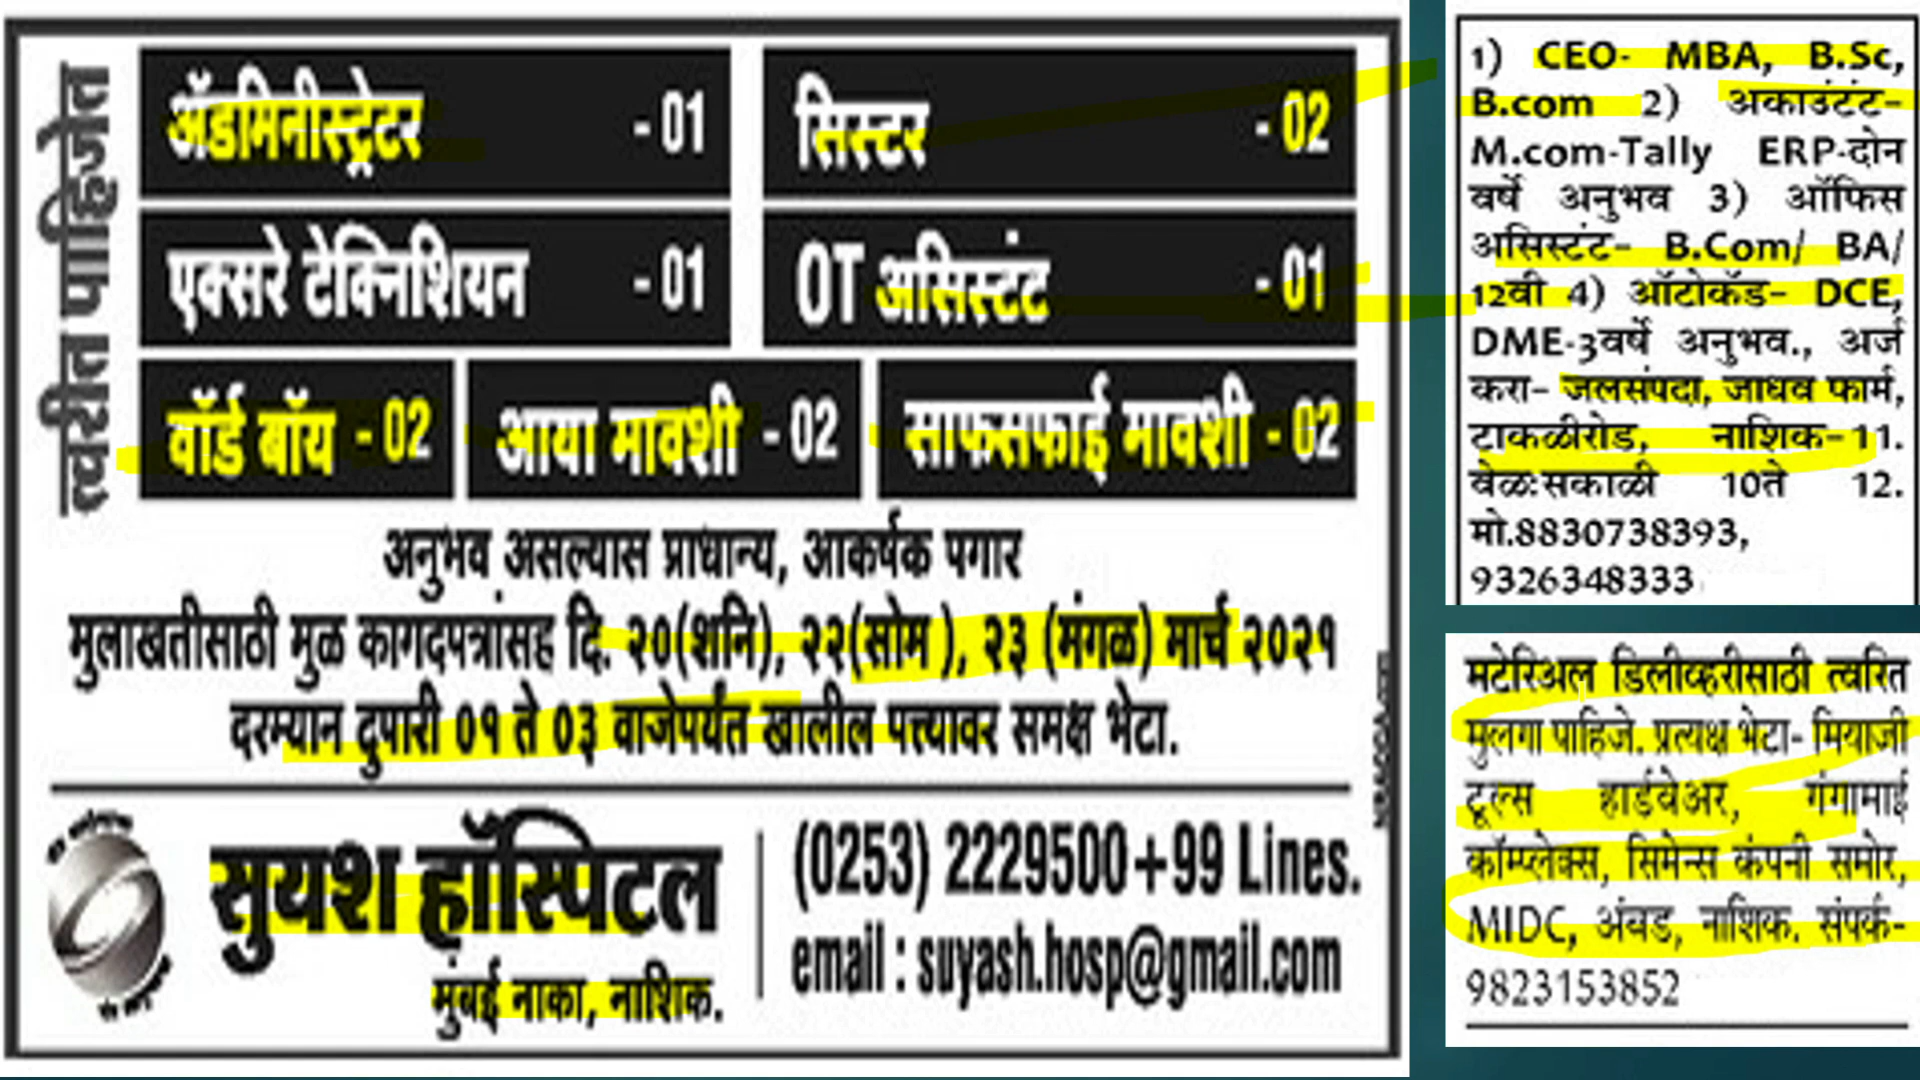 त्वरीत पाहिजेत
ॲडमिनीस्ट्रेटर - 01
सिस्टर - 02
एक्सरे टेक्निशियन - 01
OT असिस्टंट - 01
वॉर्ड बॉय - 02
आया मावशी - 02
साफसफाई मावशी - 02
अनुभव असल्यास प्राधान्य, आकर्षक पगार
मुलाखतीसाठी मुळ कागदपत्रांसह दि. २०(शनि), २२(सोम ), २३ (मंगळ) मार्च २०२१
दरम्यान दुपारी 0१ ते 0३ वाजेपर्यंत खालील पत्त्यावर समक्ष भेटा.
सुयश हॉस्पिटल
मुंबई नाका, नाशिक.
(0253) 2229500+99 Lines.
email : suyash.hosp@gmail.com
1) CEO- MBA, B.Sc,
B.com 2) अकाउंटंट-
M.com-Tally ERP-दोन
वर्षे अनुभव 3) ऑफिस
असिस्टंट- B.Com/ BA/
12वी 4) ऑटोकॅड- DCE,
DME-3वर्षे अनुभव., अर्ज
करा- जलसंपदा, जाधव फार्म,
टाकळीरोड, नाशिक-11.
वेळ:सकाळी 10ते 12.
मो.8830738393,
9326348333
मटेरिअल डिलीव्हरीसाठी त्वरित
मुलगा पाहिजे. प्रत्यक्ष भेटा- मियाजी
टूल्स हार्डवेअर, गंगामाई
कॉम्प्लेक्स, सिमेन्स कंपनी समोर,
MIDC, अंबड, नाशिक. संपर्क-
9823153852